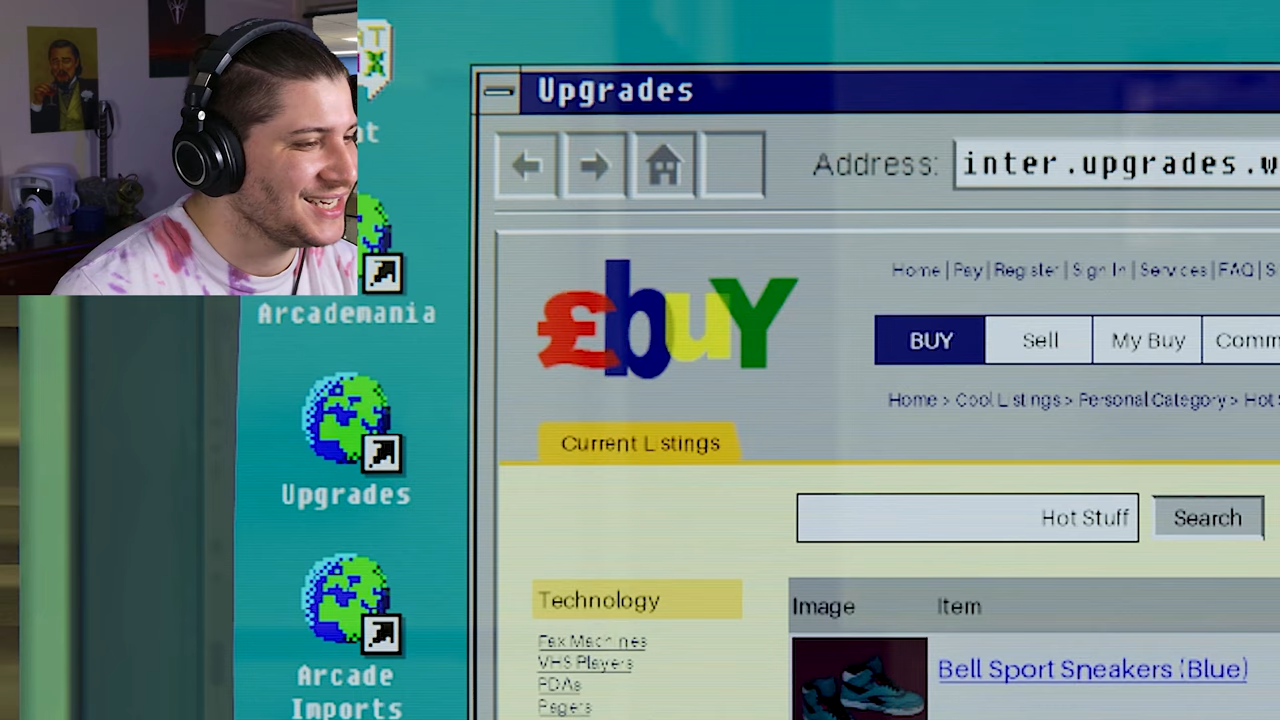 Upgrades
Address: inter.upgrades.w
Home | Pay | Register | Sign In | Services | FAQ | S
£buY
BUY Sell My Buy Comm
Home > Cool Listings > Personal Category > Hot S
Current Listings
Hot Stuff Search
Technology
Image Item
Fax Machines
VHS Players
PDAs
Pagers
Bell Sport Sneakers (Blue)
Arcademania
Upgrades
Arcade
Imports